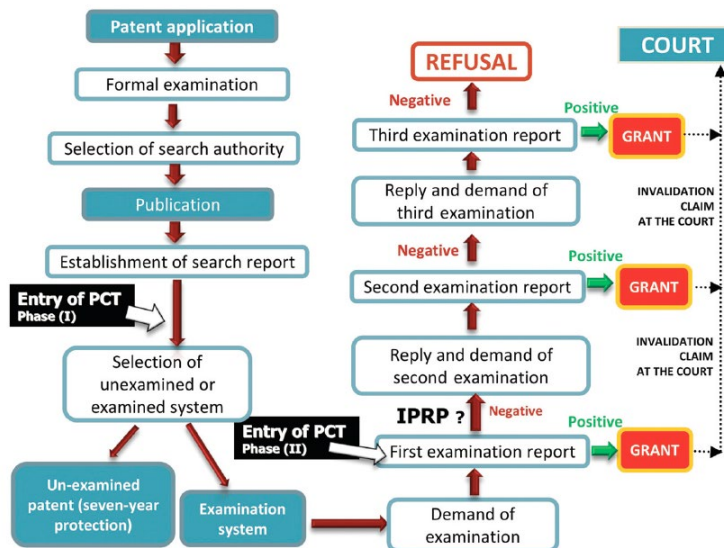 Patent application
Formal examination
Selection of search authority
Publication
Establishment of search report
Entry of PCT
Phase (I)
Selection of
unexamined or
examined system
Un-examined
patent (seven-year
protection)
Examination
system
Demand of
examination
Entry of PCT
Phase (II)
First examination report
Positive
GRANT
IPRP ?
Negative
Reply and demand of
second examination
INVALIDATION
CLAIM
AT THE COURT
Second examination report
Positive
GRANT
Negative
Reply and demand of
third examination
INVALIDATION
CLAIM
AT THE COURT
Third examination report
Positive
GRANT
Negative
REFUSAL
COURT